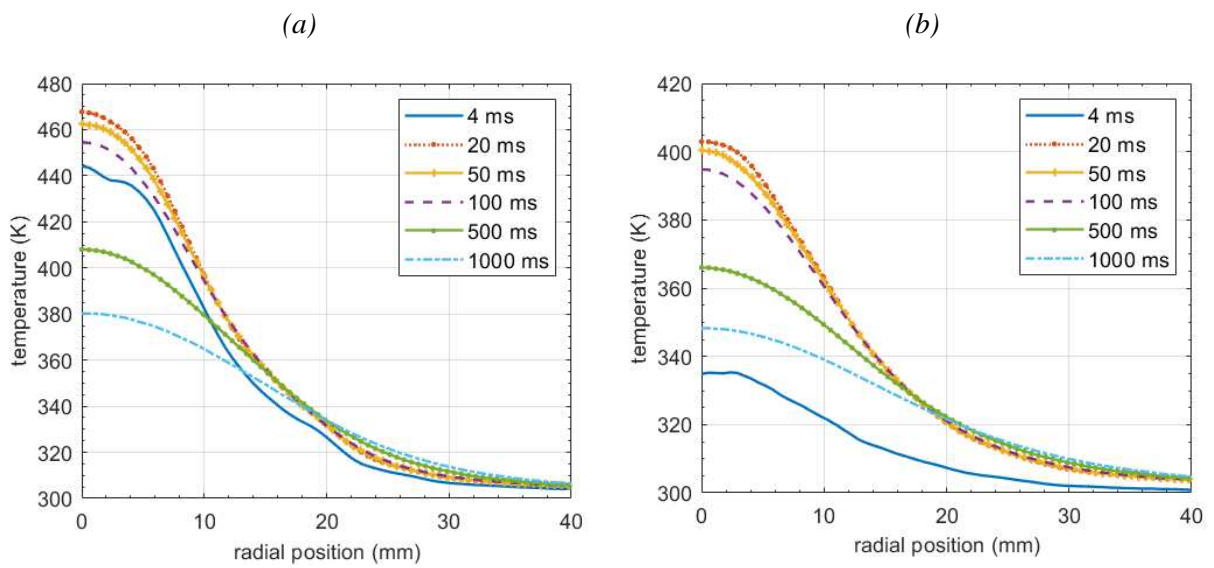 (a)
480
460
440
420
400
380
360
340
320
300
temperature (K)
0 10 20 30 40
radial position (mm)
4 ms
20 ms
50 ms
100 ms
500 ms
1000 ms
(b)
420
400
380
360
340
320
300
temperature (K)
0 10 20 30 40
radial position (mm)
4 ms
20 ms
50 ms
100 ms
500 ms
1000 ms